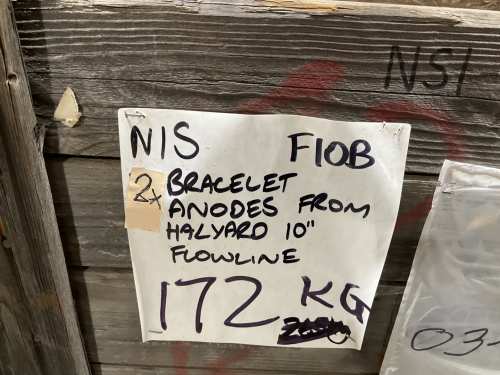 NSI
NIS F10B
2x BRACELET
ANODES FROM
HALYARD 10"
FLOWLINE
172 KG
03-